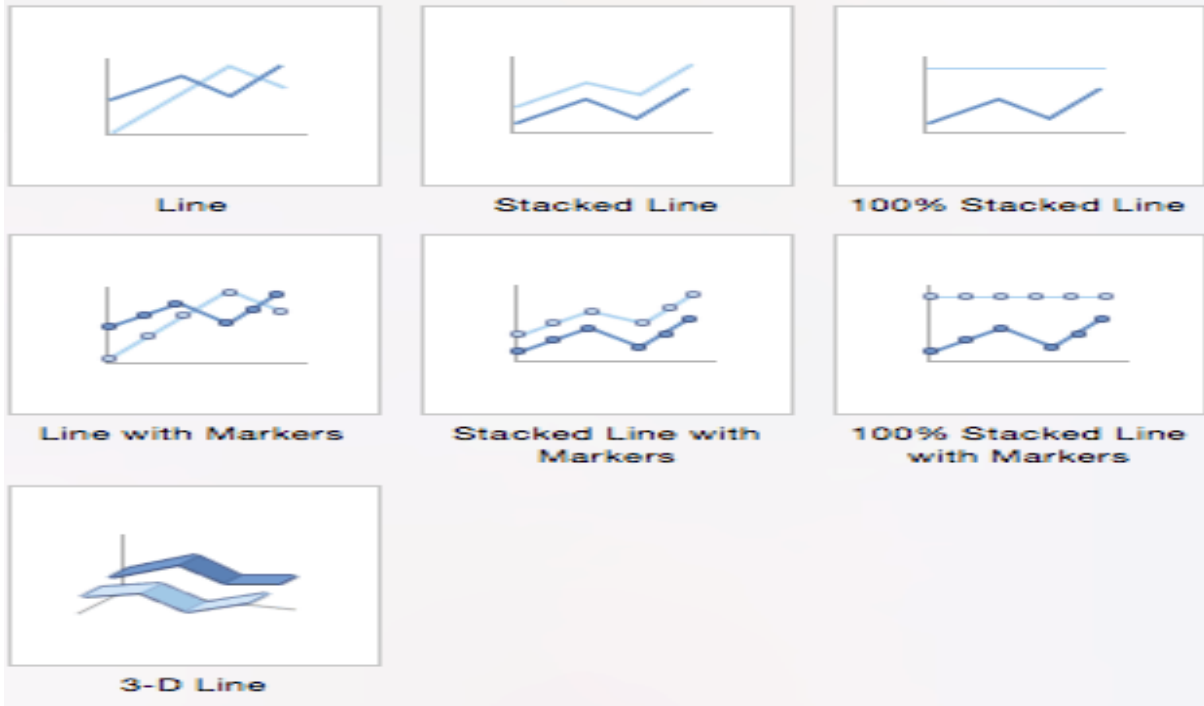 Line
Stacked Line
100% Stacked Line
Line with Markers
Stacked Line with
Markers
100% Stacked Line
with Markers
3-D Line